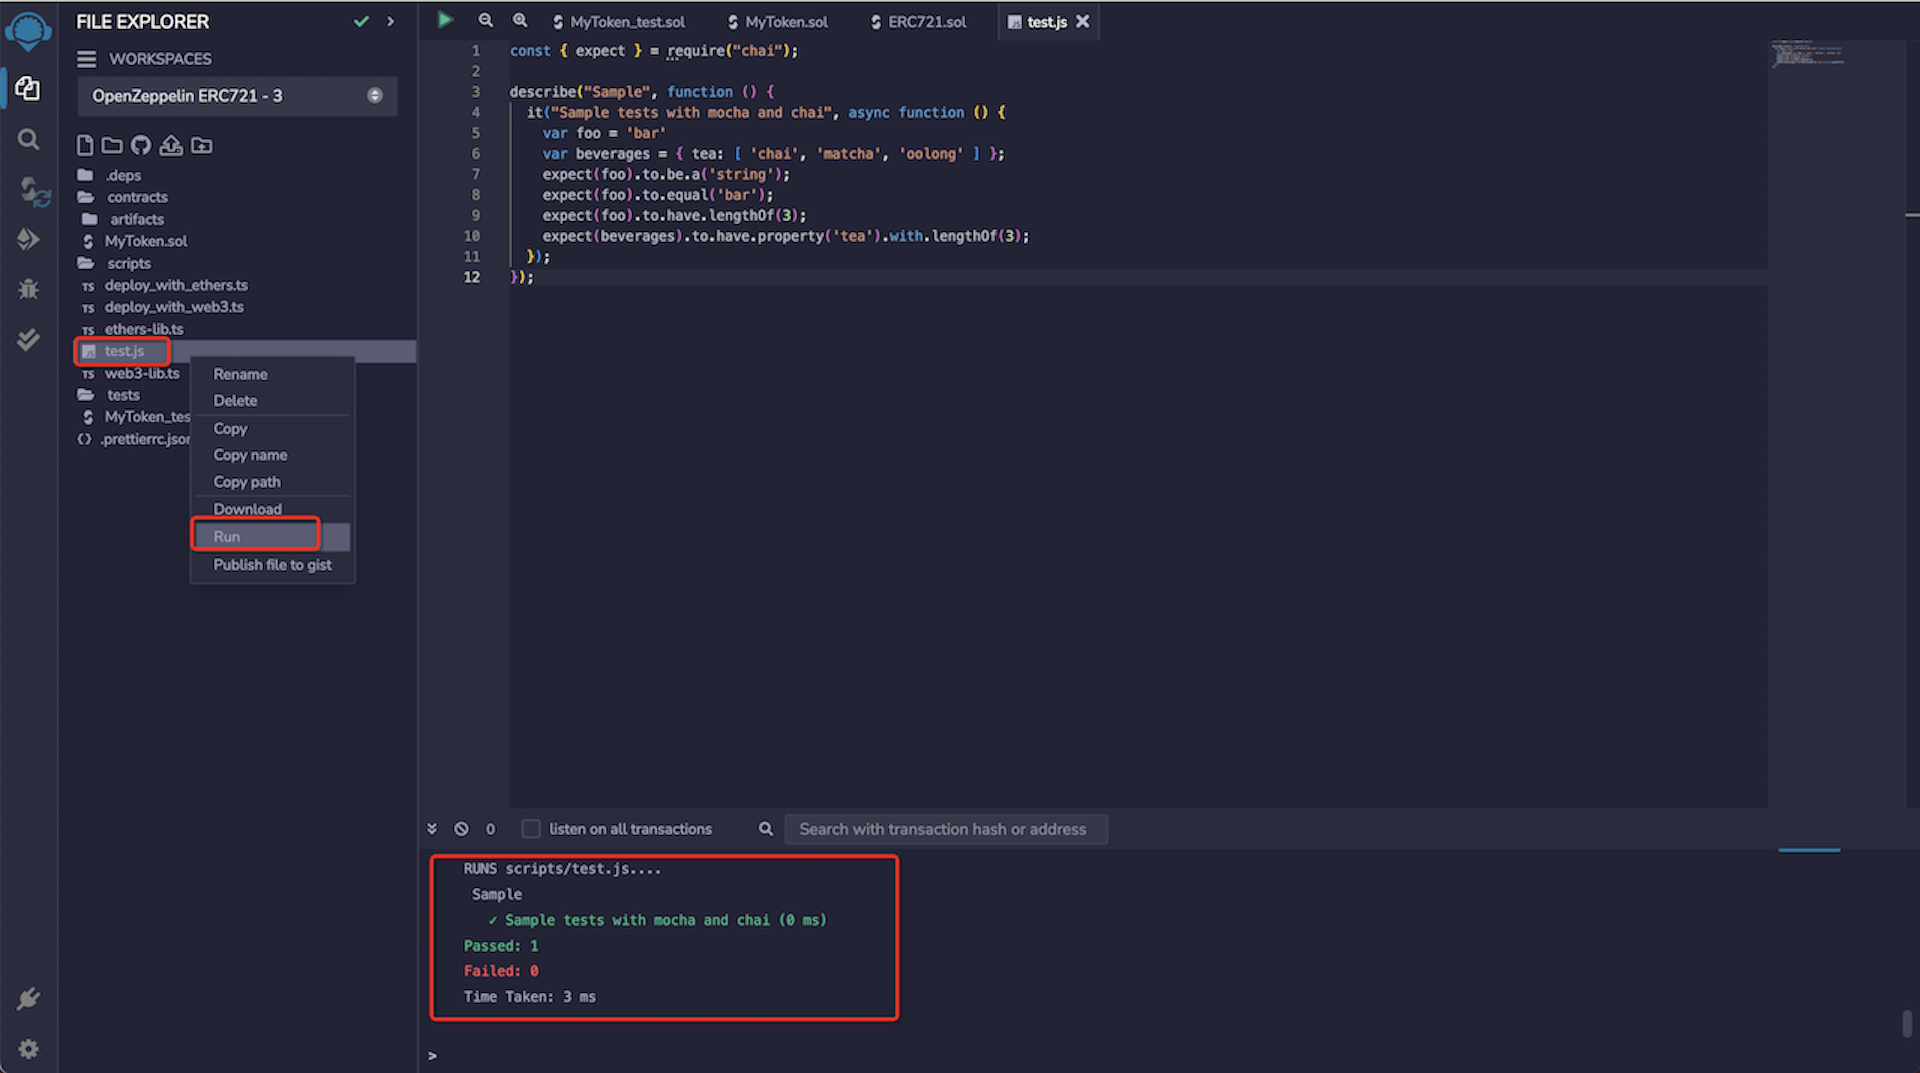 FILE EXPLORER
WORKSPACES
OpenZeppelin ERC721 - 3
.deps
contracts
artifacts
MyToken.sol
scripts
TS deploy_with_ethers.ts
TS deploy_with_web3.ts
TS ethers-lib.ts
JS test.js
TS web3-lib.ts
tests
MyToken_tes
{} .prettierrc.json
Rename
Delete
Copy
Copy name
Copy path
Download
Run
Publish file to gist
MyToken_test.sol
MyToken.sol
ERC721.sol
JS test.js
1 const { expect } = require("chai");
2
3 describe("Sample", function () {
4 it("Sample tests with mocha and chai", async function () {
5 var foo = 'bar'
6 var beverages = { tea: [ 'chai', 'matcha', 'oolong' ] };
7 expect(foo).to.be.a('string');
8 expect(foo).to.equal('bar');
9 expect(foo).to.have.lengthOf(3);
10 expect(beverages).to.have.property('tea').with.lengthOf(3);
11 });
12 });
0 listen on all transactions Search with transaction hash or address
RUNS scripts/test.js....
Sample
✓ Sample tests with mocha and chai (0 ms)
Passed: 1
Failed: 0
Time Taken: 3 ms
>